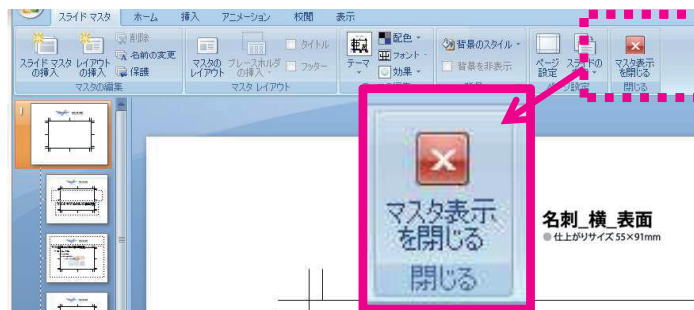 スライド マスタ ホーム 挿入 アニメーション 校閲 表示
スライド マスタ
の挿入
レイアウト
の挿入
削除
名前の変更
保護
マスタの編集
マスタの
レイアウト
プレースホルダ
の挿入
タイトル
フッター
マスタ レイアウト
テーマ
配色
フォント
効果
背景のスタイル
背景を非表示
ページ
設定
スライドの
マスタ表示
を閉じる
閉じる
1
マスタ表示
を閉じる
閉じる
名刺_横_表面
仕上がりサイズ 55×91mm